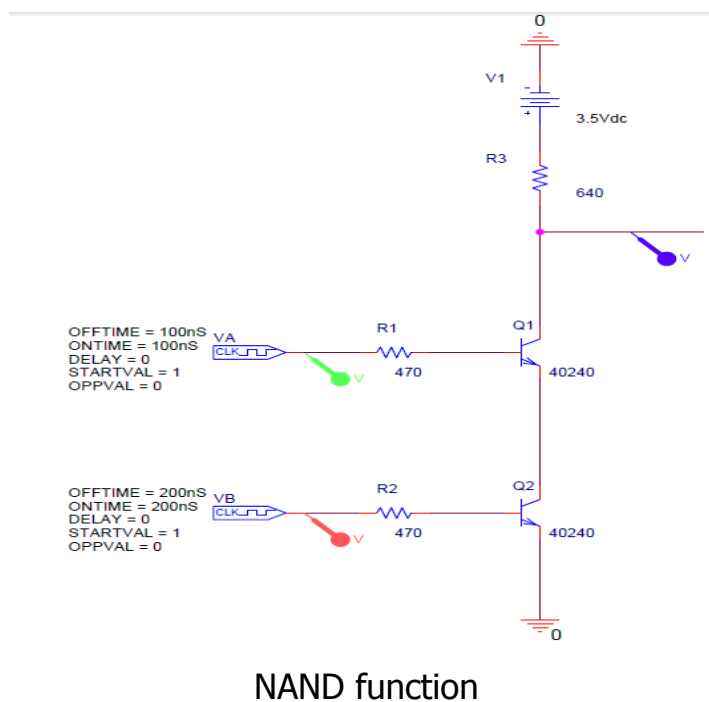 0
V1
-
+
3.5Vdc
R3
640
V
OFFTIME = 100nS
ONTIME = 100nS
DELAY = 0
STARTVAL = 1
OPPVAL = 0
VA
CLK
V
R1
470
Q1
40240
OFFTIME = 200nS
ONTIME = 200nS
DELAY = 0
STARTVAL = 1
OPPVAL = 0
VB
CLK
V
R2
470
Q2
40240
0
NAND function